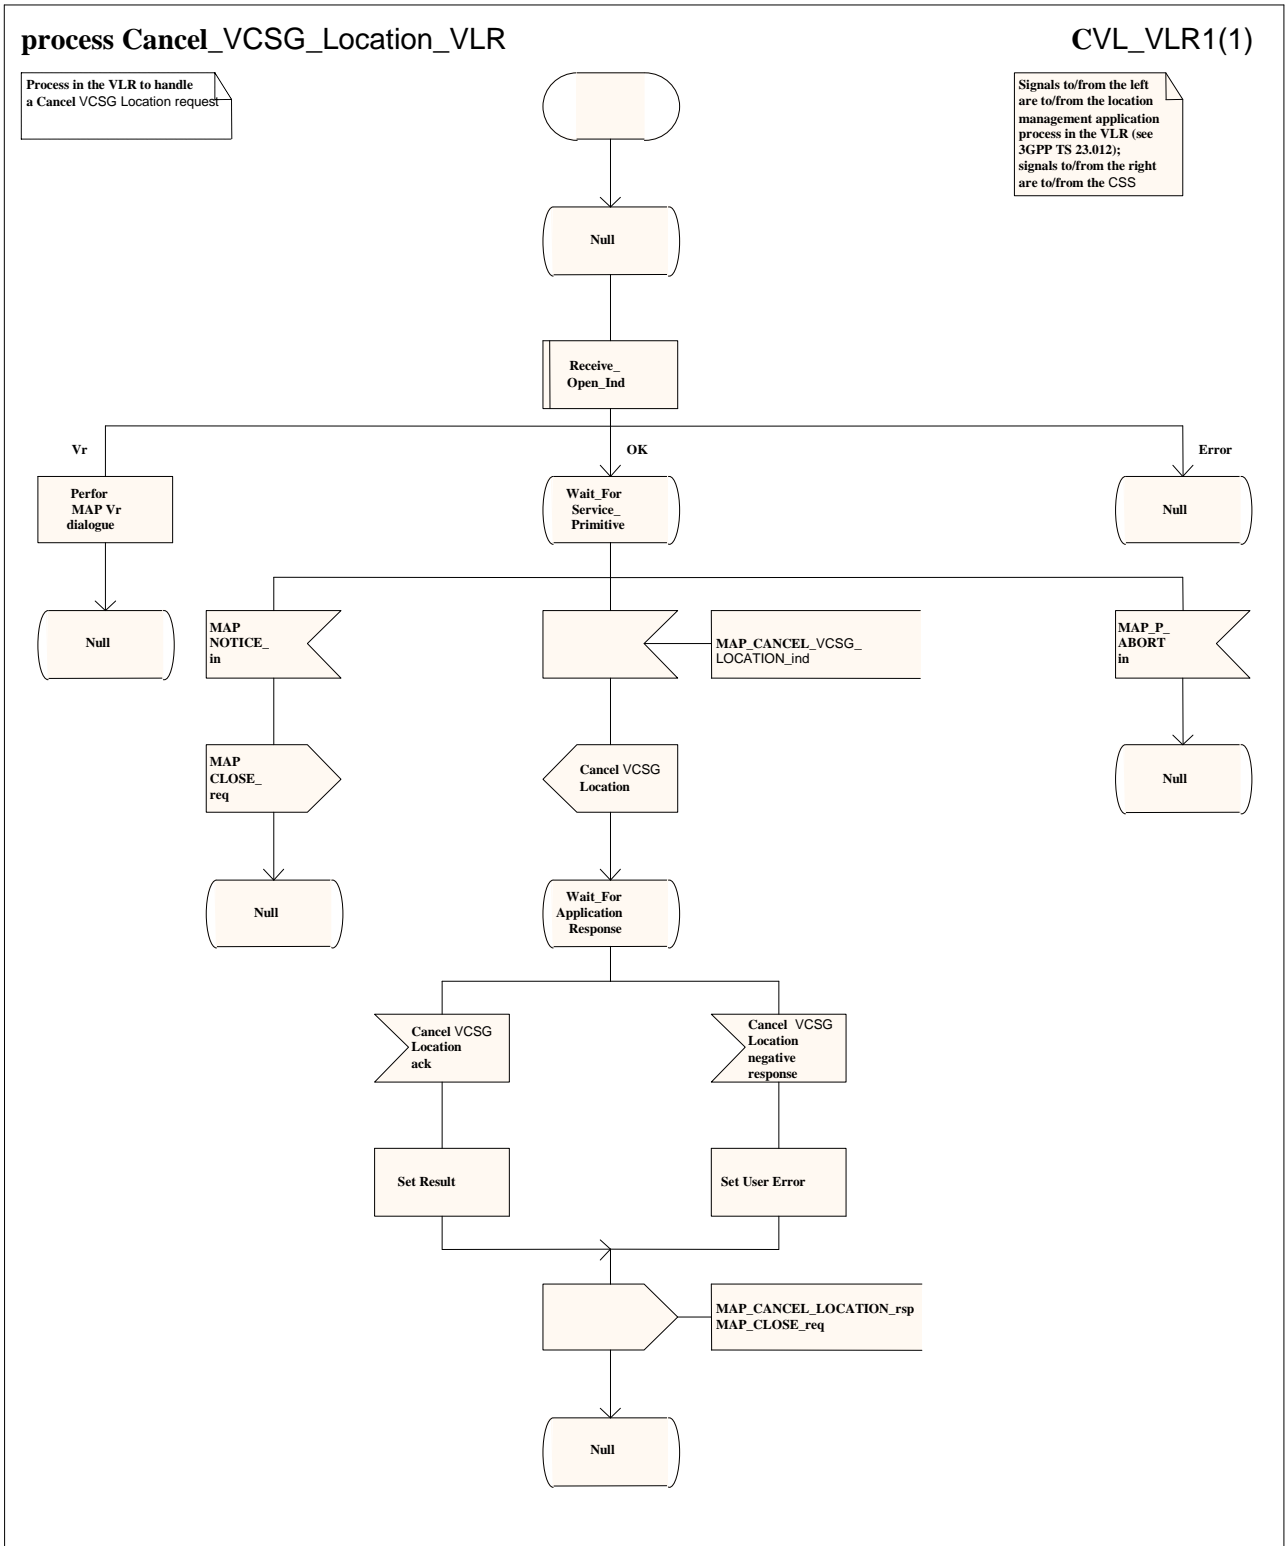 process Cancel_VCSG_Location_VLR
CVL_VLR1(1)
Process in the VLR to handle
a Cancel VCSG Location request
Signals to/from the left
are to/from the location
management application
process in the VLR (see
3GPP TS 23.012);
signals to/from the right
are to/from the CSS
Null
Receive_
Open_Ind
Vr
OK
Error
Perfor
MAP Vr
dialogue
Wait_For
Service_
Primitive
Null
Null
MAP
NOTICE_
in
MAP_CANCEL_VCSG_
LOCATION_ind
MAP_P_
ABORT
in
MAP
CLOSE_
req
Cancel VCSG
Location
Null
Null
Wait_For
Application
Response
Cancel VCSG
Location
ack
Cancel VCSG
Location
negative
response
Set Result
Set User Error
MAP_CANCEL_LOCATION_rsp
MAP_CLOSE_req
Null